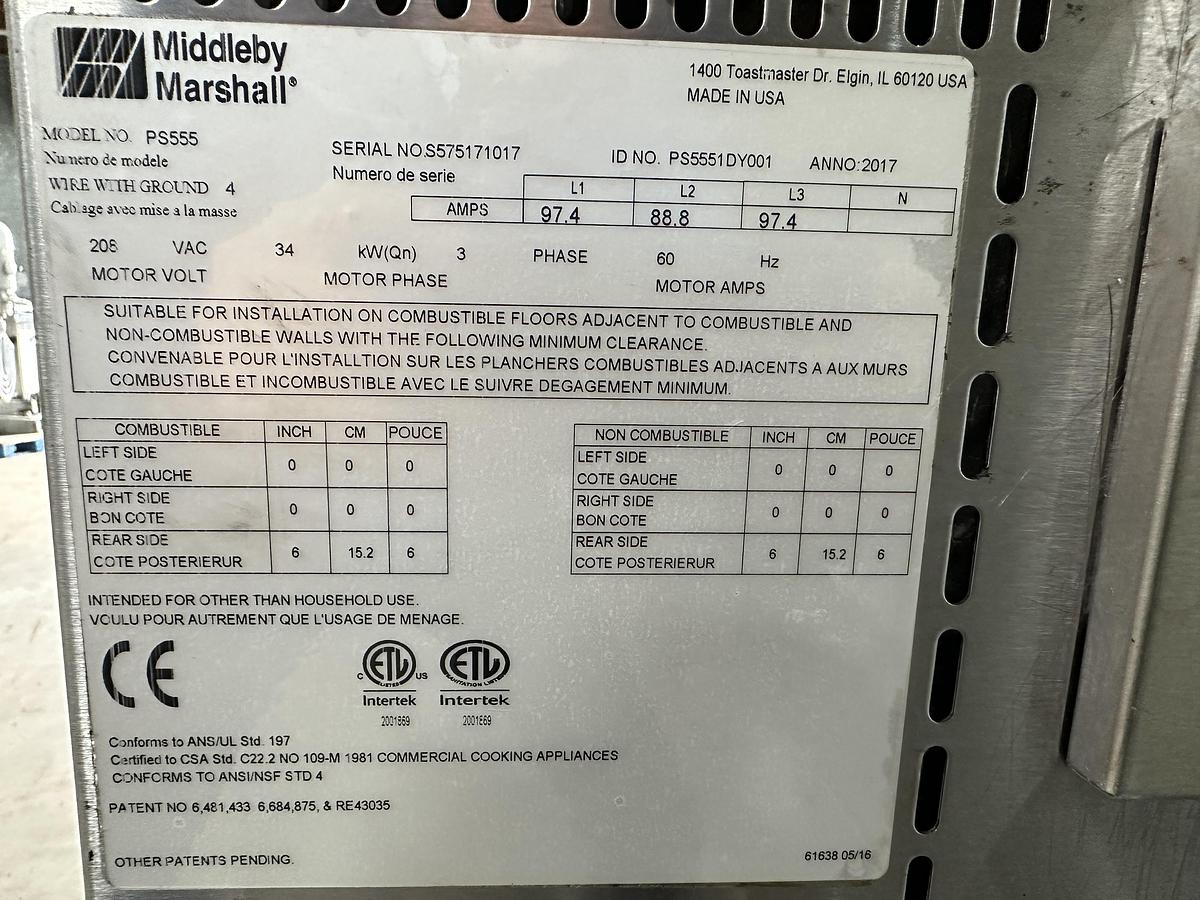 Middleby
Marshall®
1400 Toastmaster Dr. Elgin, IL 60120 USA
MADE IN USA
MODEL NO. PS555
Numero de modele
SERIAL NO.S575171017
Numero de serie
ID NO. PS5551DY001 ANNO:2017
WIRE WITH GROUND 4
Cablage avec mise a la masse
L1 L2 L3 N
AMPS 97.4 88.8 97.4
208 VAC 34 kW(Qn) 3 PHASE 60 Hz
MOTOR VOLT MOTOR PHASE MOTOR AMPS
SUITABLE FOR INSTALLATION ON COMBUSTIBLE FLOORS ADJACENT TO COMBUSTIBLE AND
NON-COMBUSTIBLE WALLS WITH THE FOLLOWING MINIMUM CLEARANCE.
CONVENABLE POUR L'INSTALLTION SUR LES PLANCHERS COMBUSTIBLES ADJACENTS A AUX MURS
COMBUSTIBLE ET INCOMBUSTIBLE AVEC LE SUIVRE DEGAGEMENT MINIMUM.
COMBUSTIBLE INCH CM POUCE
LEFT SIDE
COTE GAUCHE 0 0 0
RIGHT SIDE
BON COTE 0 0 0
REAR SIDE
COTE POSTERIERUR 6 15.2 6
NON COMBUSTIBLE INCH CM POUCE
LEFT SIDE
COTE GAUCHE 0 0 0
RIGHT SIDE
BON COTE 0 0 0
REAR SIDE
COTE POSTERIERUR 6 15.2 6
INTENDED FOR OTHER THAN HOUSEHOLD USE.
VOULU POUR AUTREMENT QUE L'USAGE DE MENAGE.
CE
C ETL US
LISTED
Intertek
2001869
ETL
SANITATION LISTED
Intertek
2001869
Conforms to ANS/UL Std. 197
Certified to CSA Std. C22.2 NO 109-M 1981 COMMERCIAL COOKING APPLIANCES
CONFORMS TO ANSI/NSF STD 4
PATENT NO 6,481,433 6,684,875, & RE43035
OTHER PATENTS PENDING.
61638 05/16